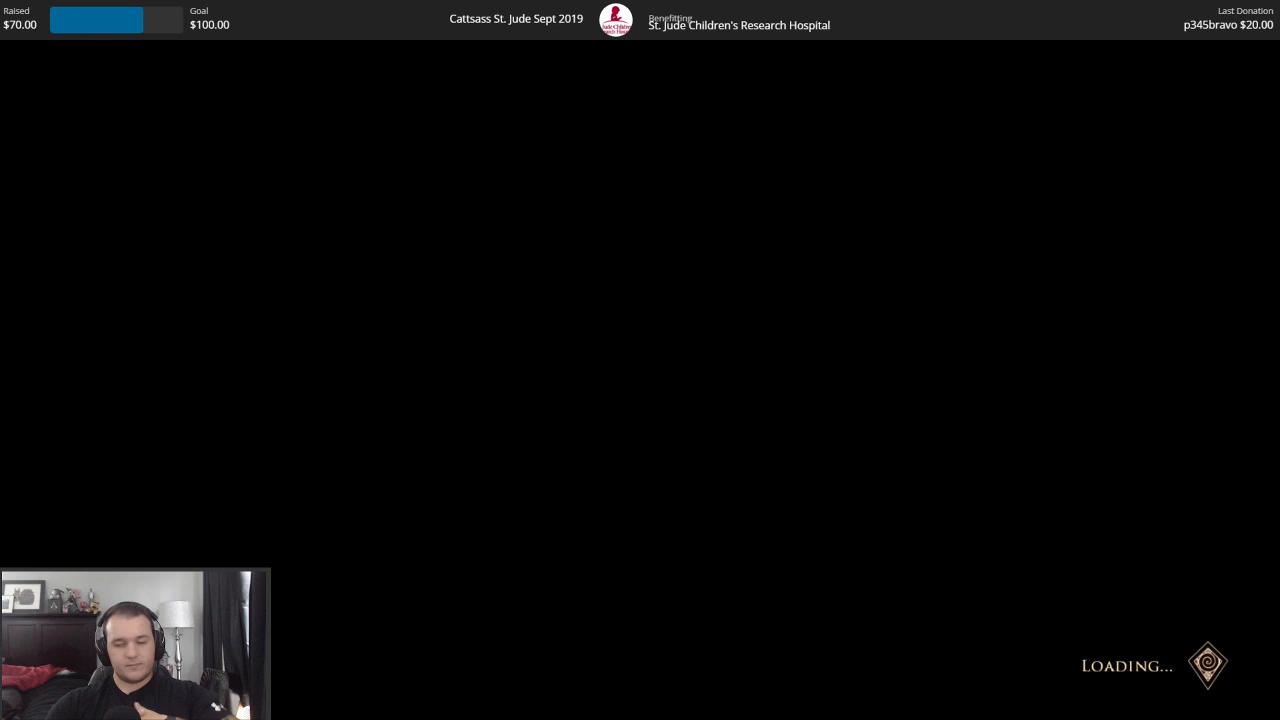 Raised
$70.00
Goal
$100.00
Cattsass St. Jude Sept 2019
Benefitting
St. Jude Children's Research Hospital
Last Donation
p345bravo $20.00
LOADING...